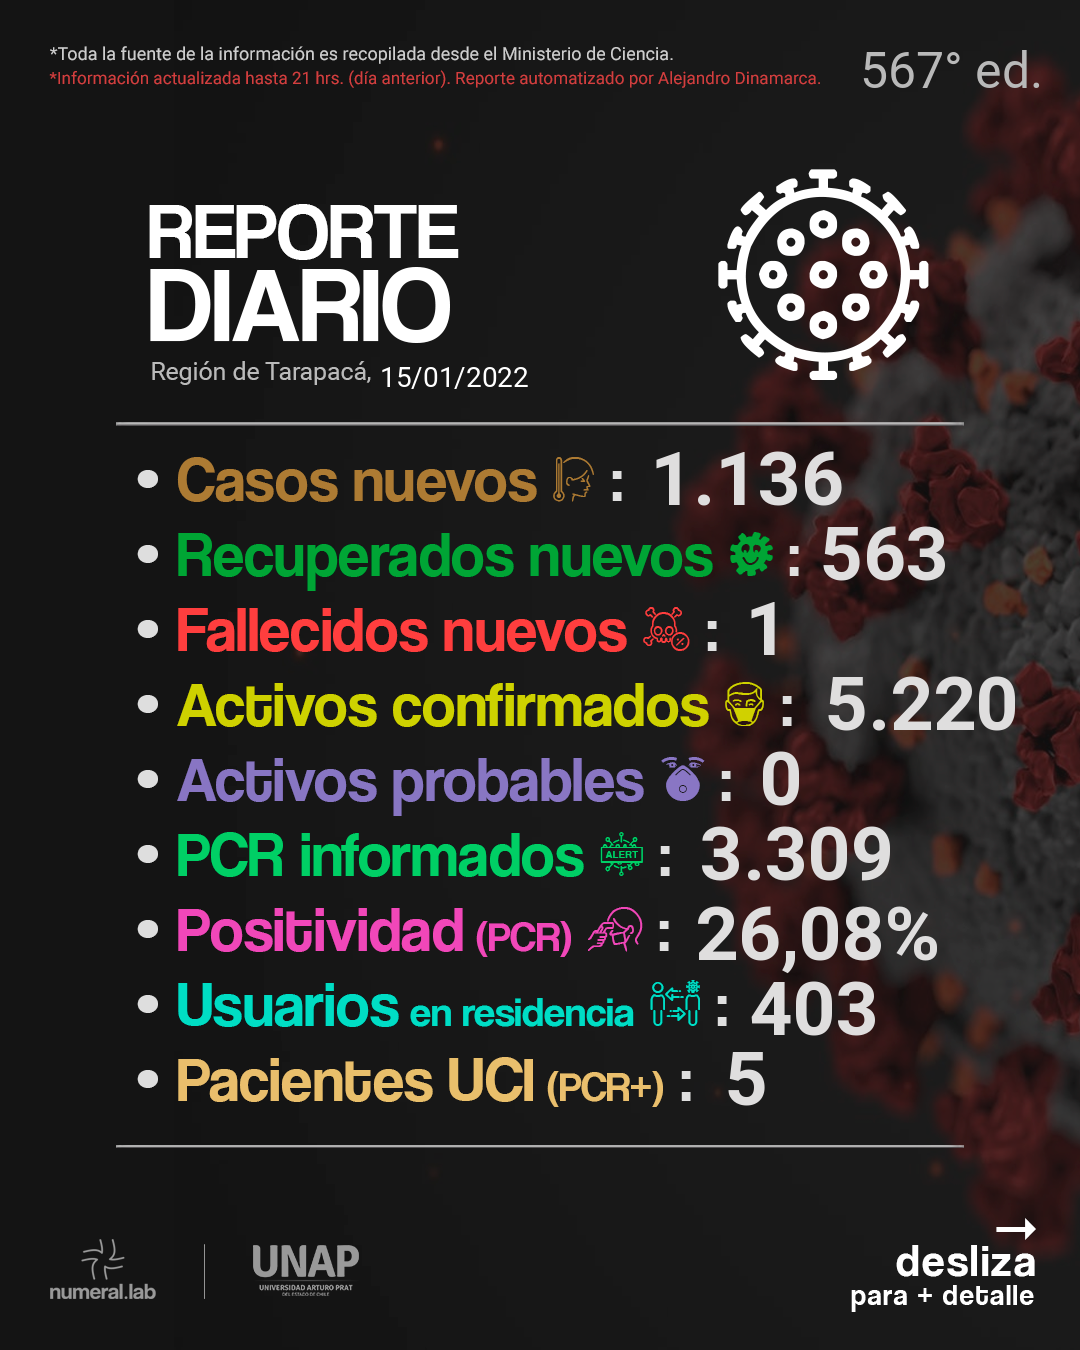 *Toda la fuente de la información es recopilada desde el Ministerio de Ciencia.
*Información actualizada hasta 21 hrs. (día anterior). Reporte automatizado por Alejandro Dinamarca.
567° ed.
REPORTE
DIARIO
Región de Tarapacá, 15/01/2022
• Casos nuevos : 1.136
• Recuperados nuevos : 563
• Fallecidos nuevos % : 1
• Activos confirmados : 5.220
• Activos probables : 0
• PCR informados ALERT : 3.309
• Positividad (PCR) : 26,08%
• Usuarios en residencia : 403
• Pacientes UCI (PCR+) : 5
numeral.lab
UNAP
UNIVERSIDAD ARTURO PRAT
DEL ESTADO DE CHILE
desliza
para + detalle